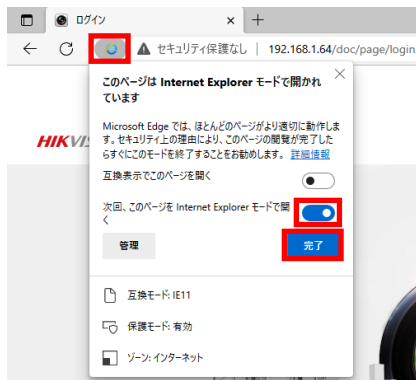 ログイン
セキュリティ保護なし | 192.168.1.64/doc/page/login
このページは Internet Explorer モードで開かれ
ています
Microsoft Edge では、ほとんどのページがより適切に動作しま
す。セキュリティ上の理由により、このページの閲覧が完了した
らすぐにこのモードを終了することをお勧めします。 詳細情報
HIKVI
互換表示でこのページを開く
次回、このページを Internet Explorer モードで開
く
管理
完了
互換モード: IE11
保護モード: 有効
ゾーン: インターネット